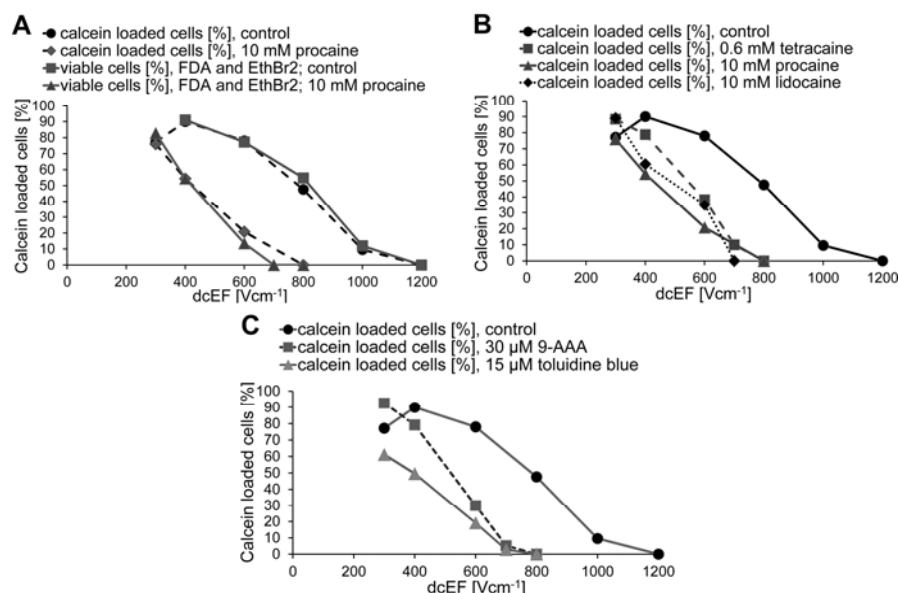 A
calcein loaded cells [%], control
calcein loaded cells [%], 10 mM procaine
viable cells [%], FDA and EthBr2; control
viable cells [%], FDA and EthBr2; 10 mM procaine
Calcein loaded cells [%]
100
90
80
70
60
50
40
30
20
10
0
0 200 400 600 800 1000 1200
dcEF [Vcm-1]
B
calcein loaded cells [%], control
calcein loaded cells [%], 0.6 mM tetracaine
calcein loaded cells [%], 10 mM procaine
calcein loaded cells [%], 10 mM lidocaine
Calcein loaded cells [%]
100
90
80
70
60
50
40
30
20
10
0
0 200 400 600 800 1000 1200
dcEF [Vcm-1]
C
calcein loaded cells [%], control
calcein loaded cells [%], 30 µM 9-AAA
calcein loaded cells [%], 15 µM toluidine blue
Calcein loaded cells [%]
100
90
80
70
60
50
40
30
20
10
0
0 200 400 600 800 1000 1200
dcEF [Vcm-1]